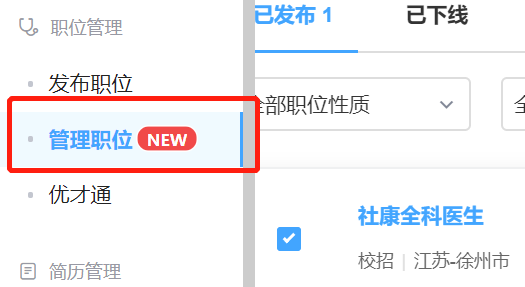 职位管理
发布职位
管理职位 NEW
优才通
简历管理
已发布 1 已下线
全部职位性质
社康全科医生
校招 | 江苏-徐州市